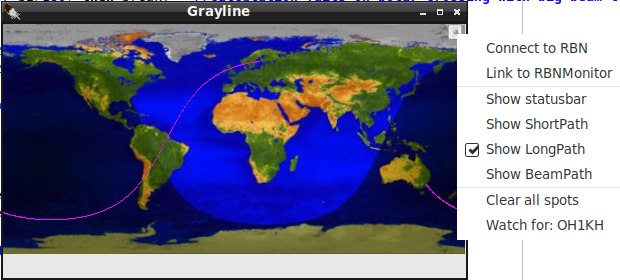 Grayline
Connect to RBN
Link to RBNMonitor
Show statusbar
Show ShortPath
Show LongPath
Show BeamPath
Clear all spots
Watch for: OH1KH